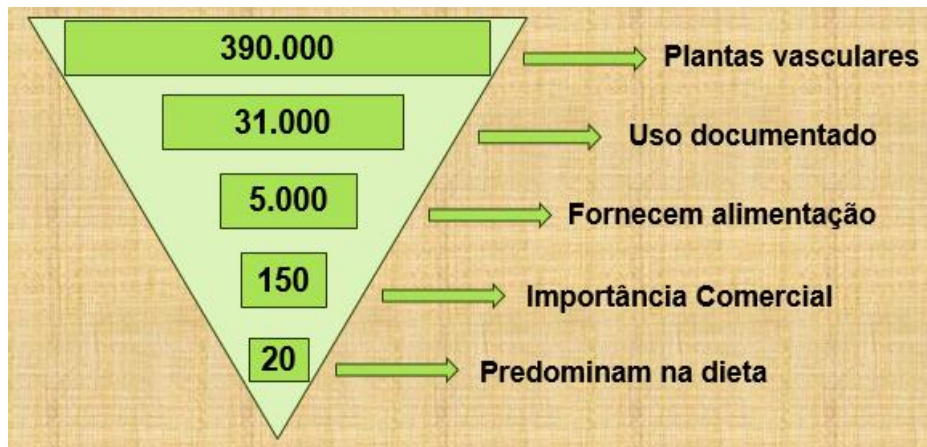 390.000
Plantas vasculares
31.000
Uso documentado
5.000
Fornecem alimentação
150
Importância Comercial
20
Predominam na dieta